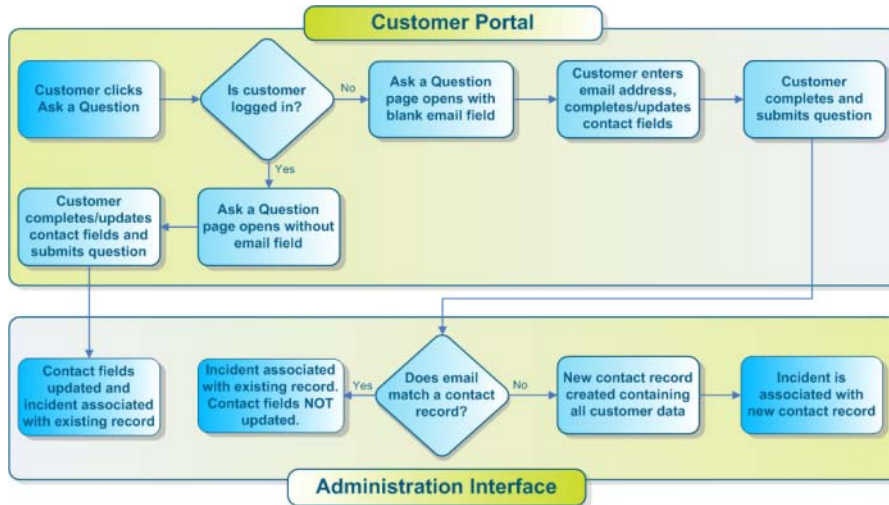 Customer Portal
Customer clicks
Ask a Question
Is customer
logged in?
No
Ask a Question
page opens with
blank email field
Customer enters
email address,
completes/updates
contact fields
Customer
completes and
submits question
Yes
Customer
completes/updates
contact fields and
submits question
Ask a Question
page opens without
email field
Contact fields
updated and
incident associated
with existing record
Incident associated
with existing record.
Contact fields NOT
updated.
Yes
Does email
match a contact
record?
No
New contact record
created containing
all customer data
Incident is
associated with
new contact record
Administration Interface